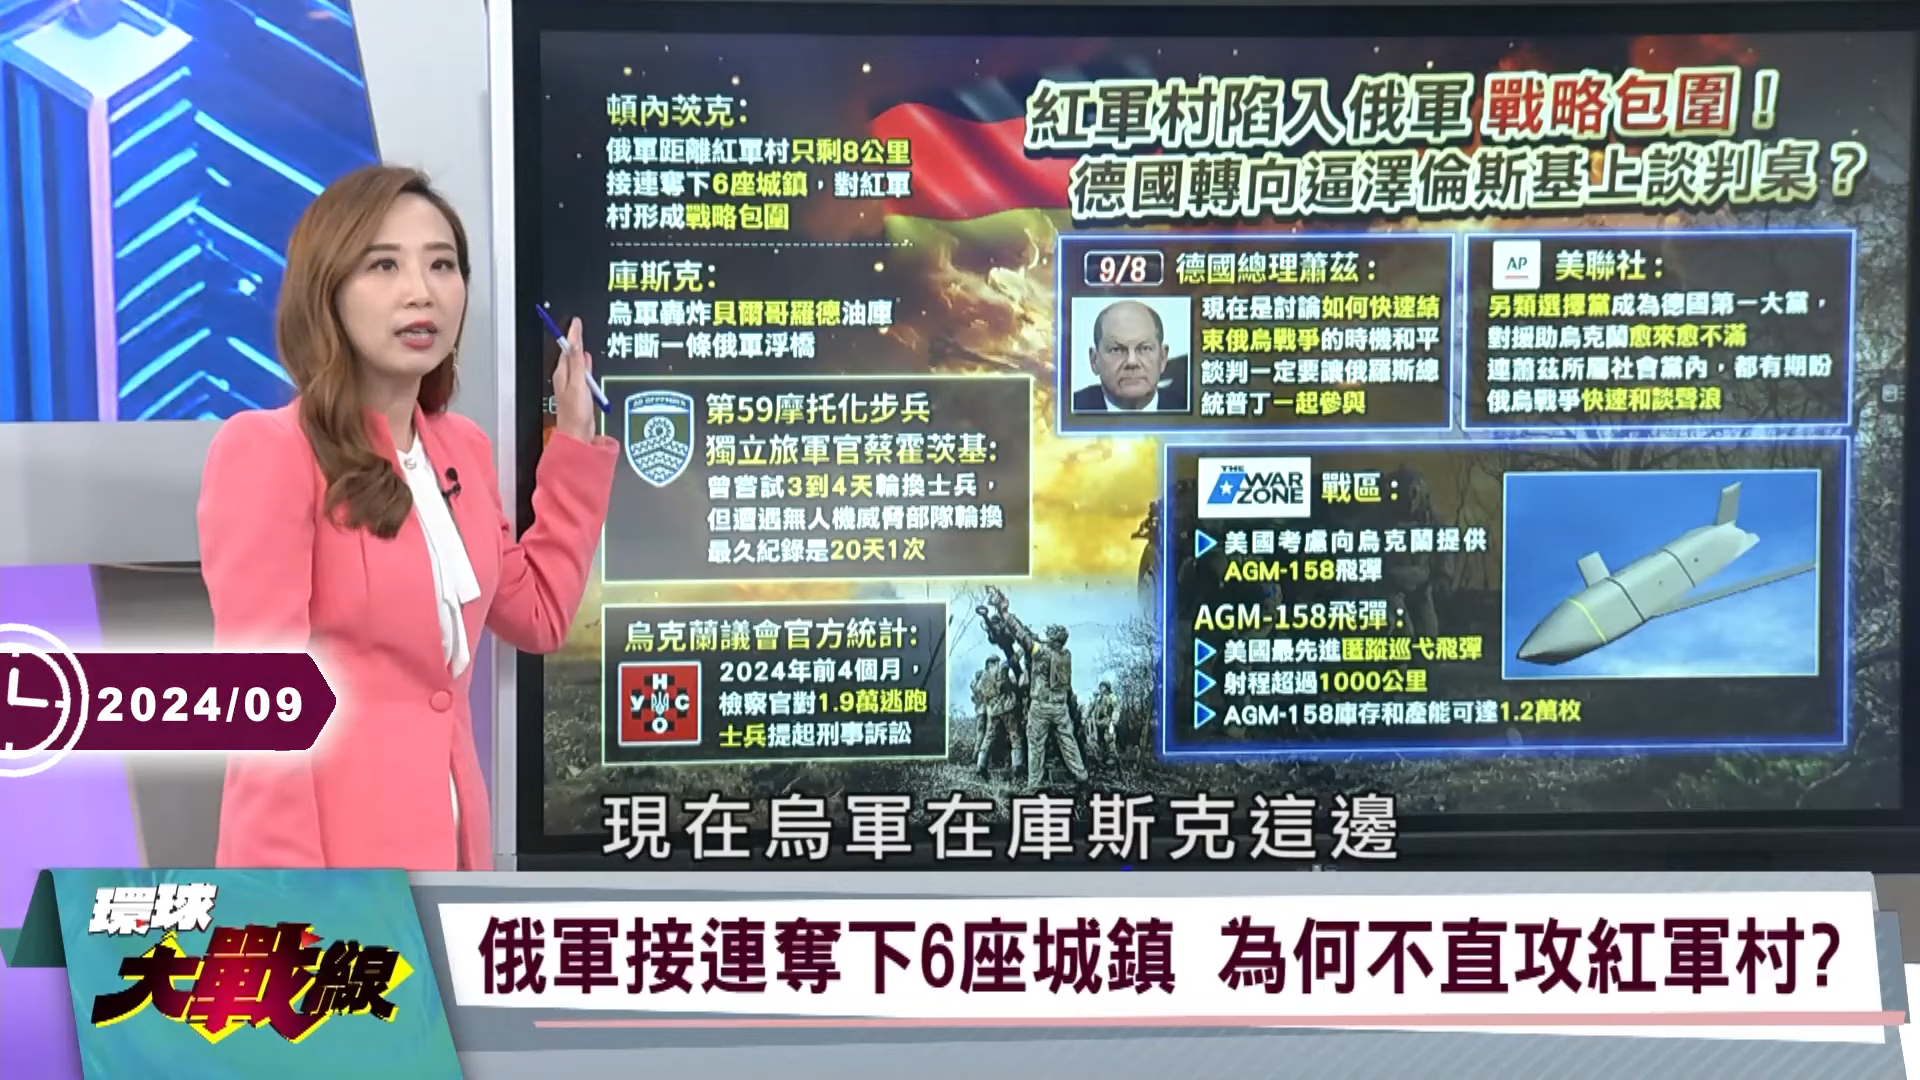 紅軍村陷入俄軍 戰略包圍！
德國轉向逼澤倫斯基上談判桌？
頓內茨克：
俄軍距離紅軍村只剩8公里
接連奪下6座城鎮，對紅軍
村形成戰略包圍
庫斯克：
烏軍轟炸貝爾哥羅德油庫
炸斷一條俄軍浮橋
第59摩托化步兵
獨立旅軍官蔡霍茨基：
曾嘗試3到4天輪換士兵，
但遭遇無人機威脅部隊輪換
最久紀錄是20天1次
烏克蘭議會官方統計：
Н
У С
О
2024年前4個月，
檢察官對1.9萬逃跑
士兵提起刑事訴訟
9/8 德國總理蕭茲：
現在是討論如何快速結
束俄烏戰爭的時機和平
談判一定要讓俄羅斯總
統普丁一起參與
AP 美聯社：
另類選擇黨成為德國第一大黨，
對援助烏克蘭愈來愈不滿
連蕭茲所屬社會黨內，都有期盼
俄烏戰爭快速和談聲浪
THE WAR ZONE 戰區：
美國考慮向烏克蘭提供
AGM-158飛彈
AGM-158飛彈：
美國最先進匿蹤巡弋飛彈
射程超過1000公里
AGM-158庫存和產能可達1.2萬枚
2024/09
現在烏軍在庫斯克這邊
環球
大戰線
俄軍接連奪下6座城鎮 為何不直攻紅軍村?